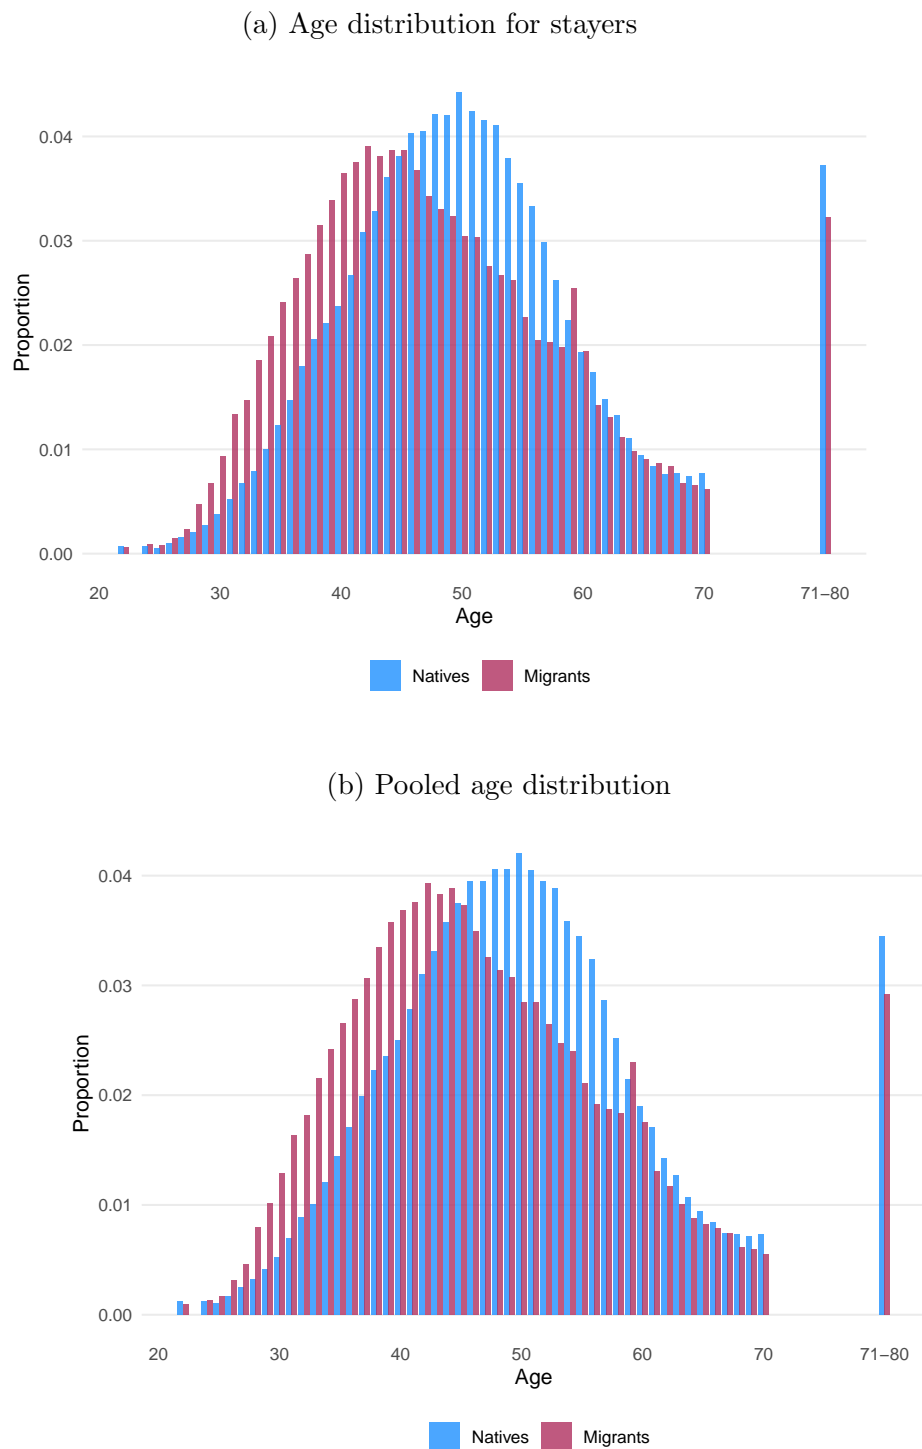 (a) Age distribution for stayers
0.04
0.03
0.02
0.01
0.00
Proportion
20 30 40 50 60 70 71–80
Age
Natives Migrants
(b) Pooled age distribution
0.04
0.03
0.02
0.01
0.00
Proportion
20 30 40 50 60 70 71–80
Age
Natives Migrants